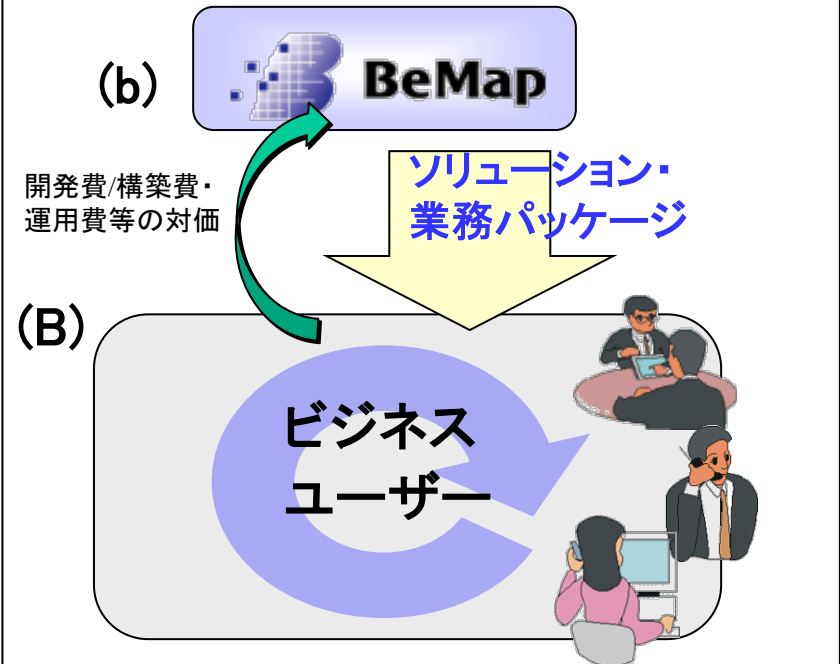 (b)
BeMap
開発費/構築費・
運用費等の対価
ソリューション・
業務パッケージ
(B)
ビジネス
ユーザー